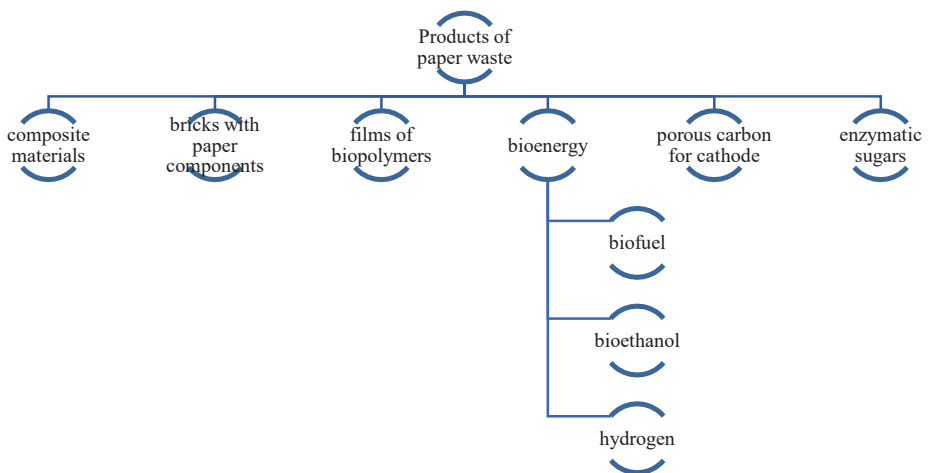 Products of
paper waste
composite
materials
bricks with
paper
components
films of
biopolymers
bioenergy
porous carbon
for cathode
enzymatic
sugars
biofuel
bioethanol
hydrogen